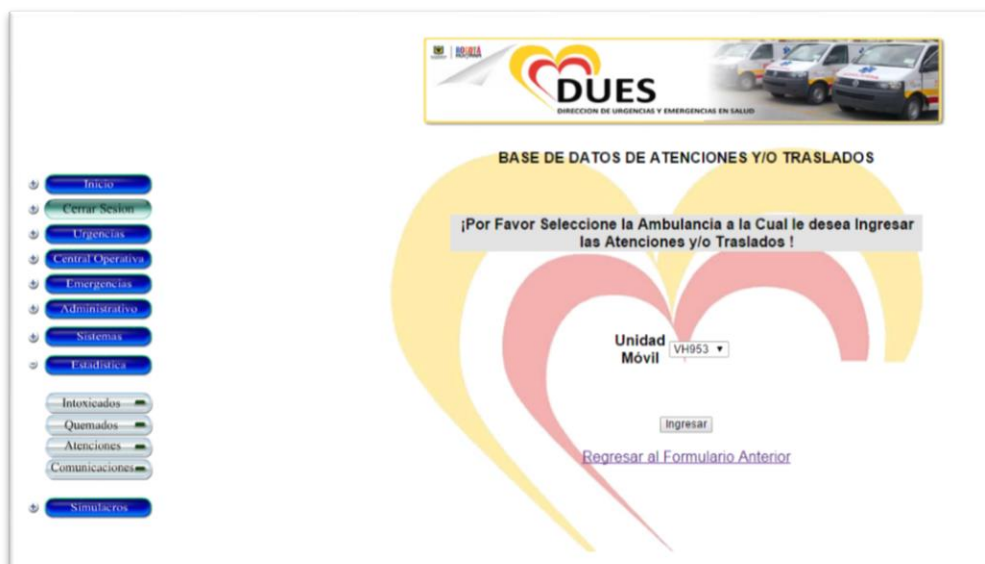 BOGOTÁ
DUES
DIRECCION DE URGENCIAS Y EMERGENCIAS EN SALUD
BASE DE DATOS DE ATENCIONES Y/O TRASLADOS
Inicio
Cerrar Sesion
Urgencias
Central Operativa
Emergencias
Administrativo
Sistemas
Estadistica
Intoxicados
Quemados
Atenciones
Comunicaciones
Simulacros
¡Por Favor Seleccione la Ambulancia a la Cual le desea Ingresar
las Atenciones y/o Traslados !
Unidad
Móvil
VH953
Ingresar
Regresar al Formulario Anterior